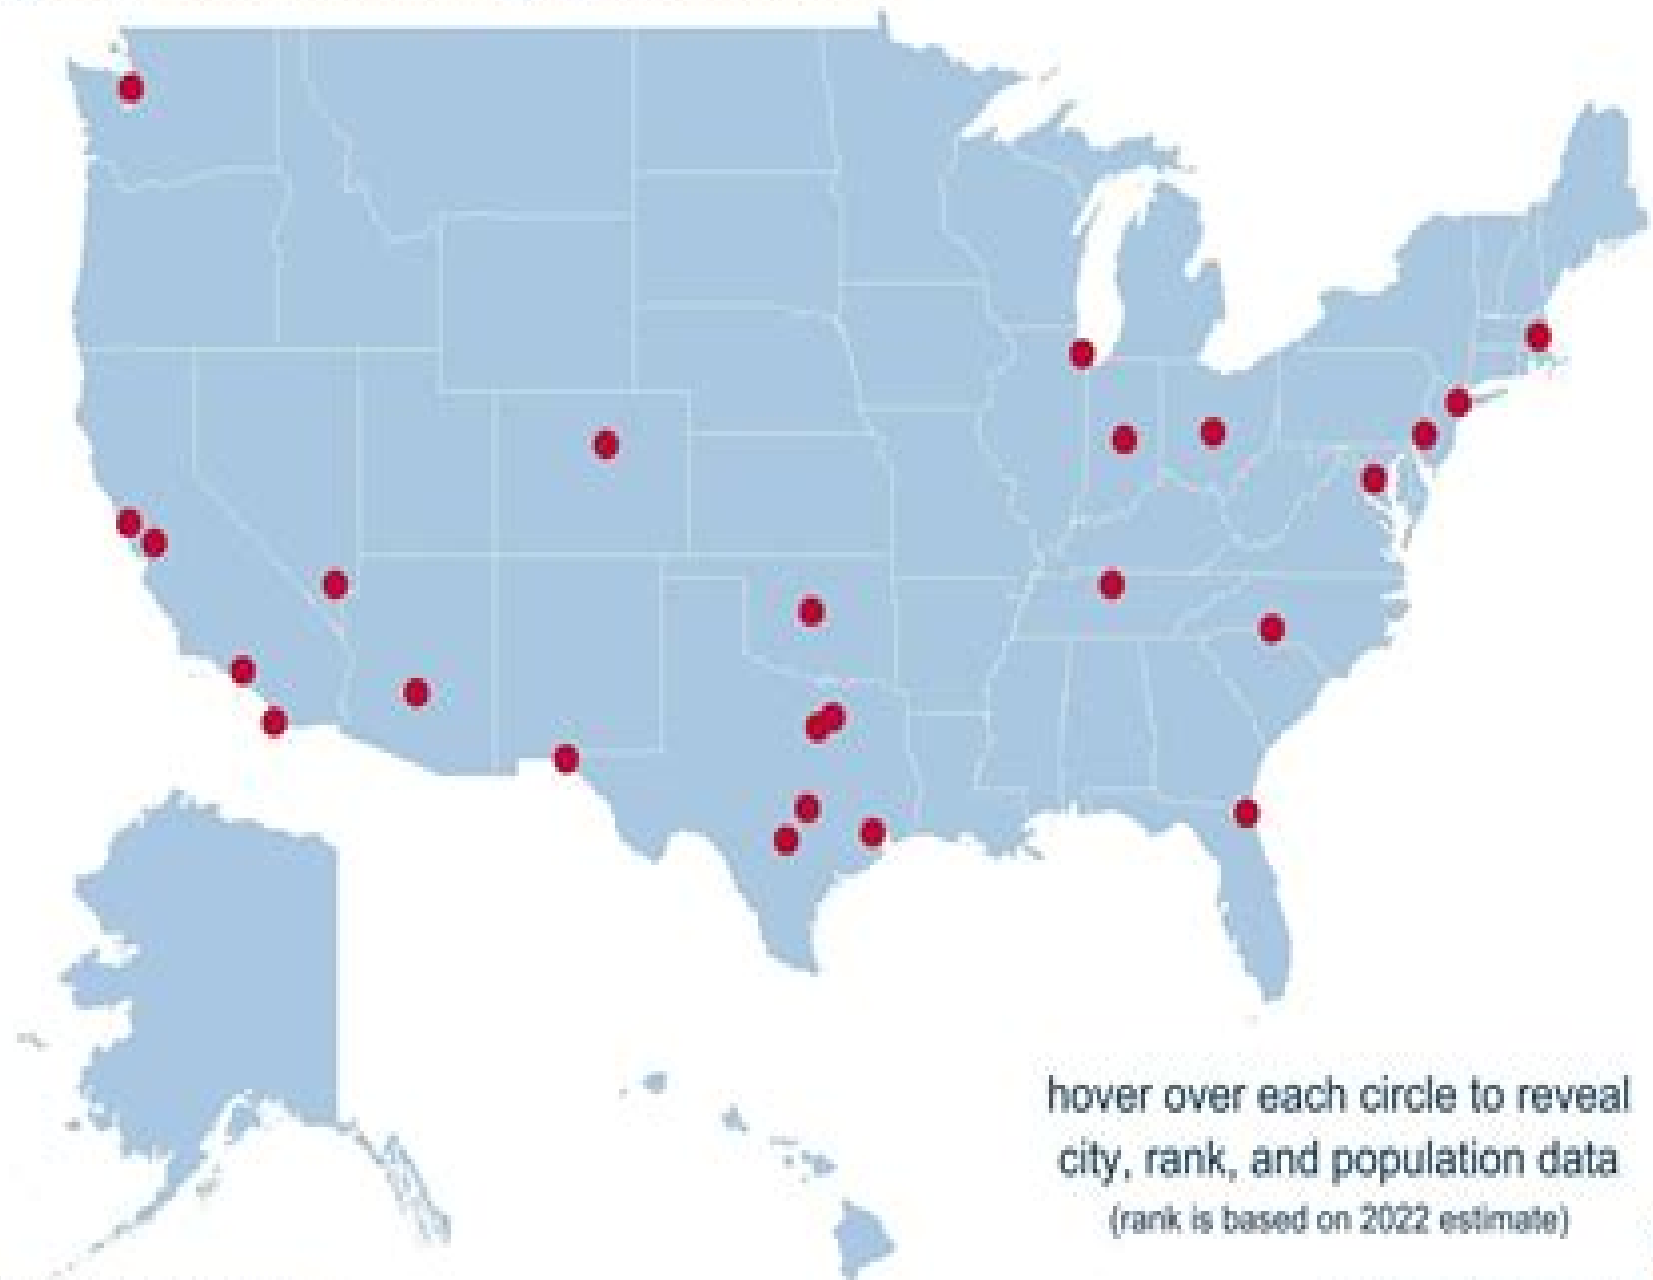 hover over each circle to reveal
city, rank, and population data
(rank is based on 2022 estimate)